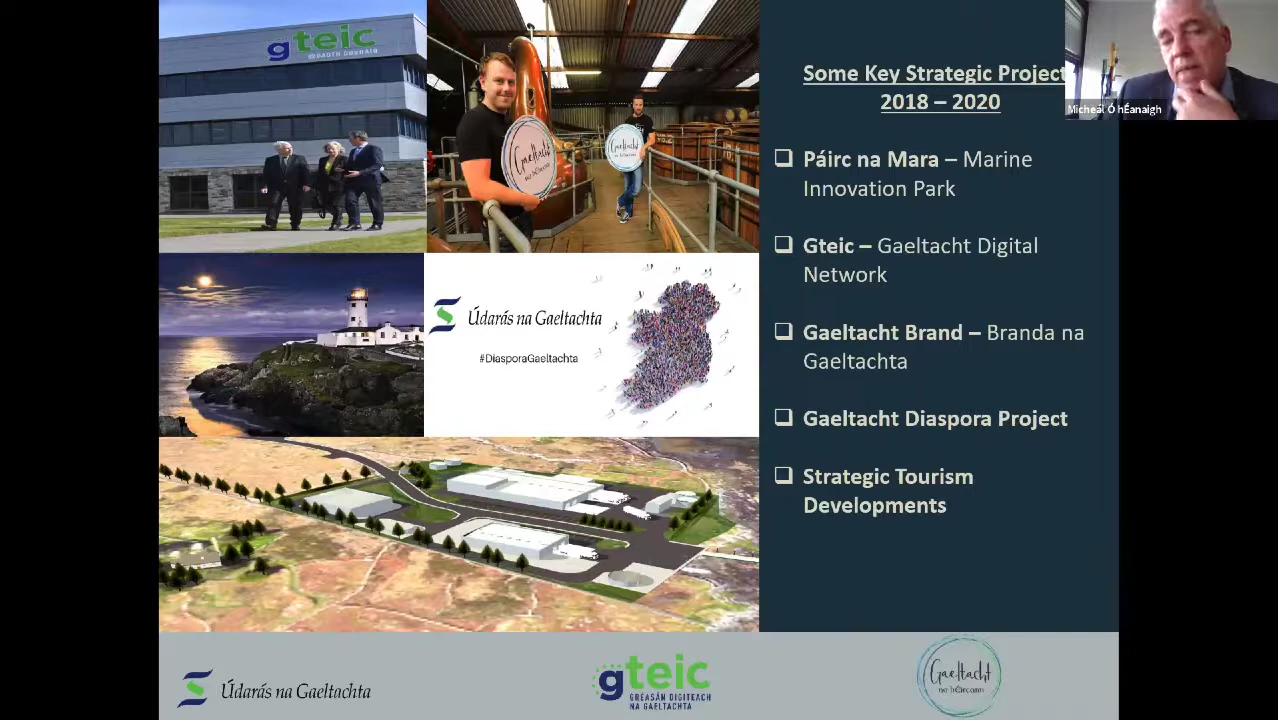 gteic
GAOTH DOBHAIR
Gaeltacht
na hÉireann
Gaeltacht
na hÉireann
Some Key Strategic Project
2018 – 2020
Mícheál Ó hÉanaigh
Páirc na Mara – Marine
Innovation Park
Gteic – Gaeltacht Digital
Network
Gaeltacht Brand – Branda na
Gaeltachta
Gaeltacht Diaspora Project
Strategic Tourism
Developments
Údarás na Gaeltachta
#DiasporaGaeltachta
Údarás na Gaeltachta
gteic
GREASÁN DIGITEACH
NA GAELTACHTA
Gaeltacht
na hÉireann